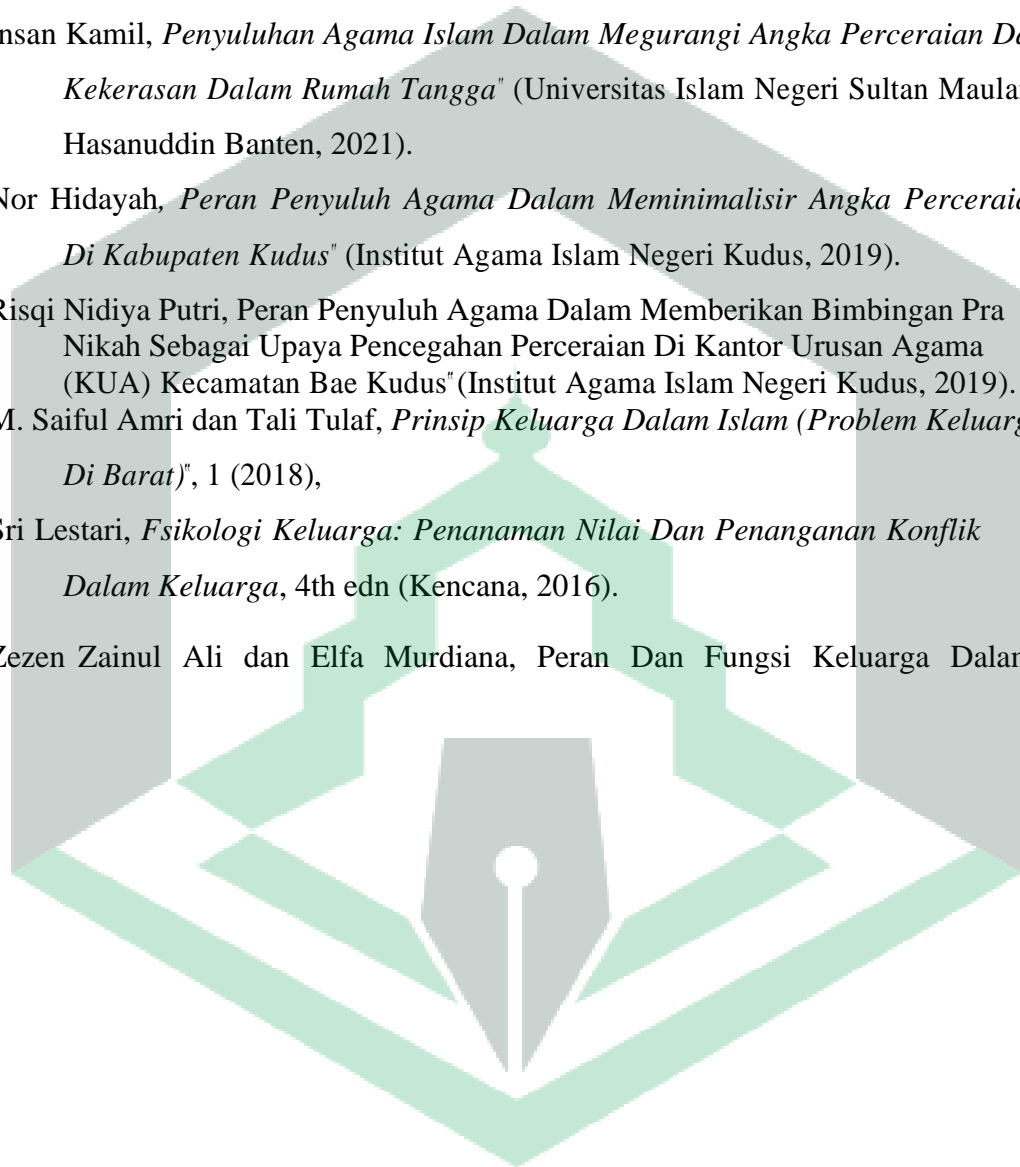 nsan Kamil, Penyuluhan Agama Islam Dalam Megurangi Angka Perceraian Da
Kekerasan Dalam Rumah Tangga" (Universitas Islam Negeri Sultan Maula
Hasanuddin Banten, 2021).
Nor Hidayah, Peran Penyuluh Agama Dalam Meminimalisir Angka Perceraia
Di Kabupaten Kudus" (Institut Agama Islam Negeri Kudus, 2019).
Risqi Nidiya Putri, Peran Penyuluh Agama Dalam Memberikan Bimbingan Pra
Nikah Sebagai Upaya Pencegahan Perceraian Di Kantor Urusan Agama
(KUA) Kecamatan Bae Kudus" (Institut Agama Islam Negeri Kudus, 2019).
M. Saiful Amri dan Tali Tulaf, Prinsip Keluarga Dalam Islam (Problem Keluarg
Di Barat)", 1 (2018),
Sri Lestari, Fsikologi Keluarga: Penanaman Nilai Dan Penanganan Konflik
Dalam Keluarga, 4th edn (Kencana, 2016).
Zezen Zainul Ali dan Elfa Murdiana, Peran Dan Fungsi Keluarga Dalam